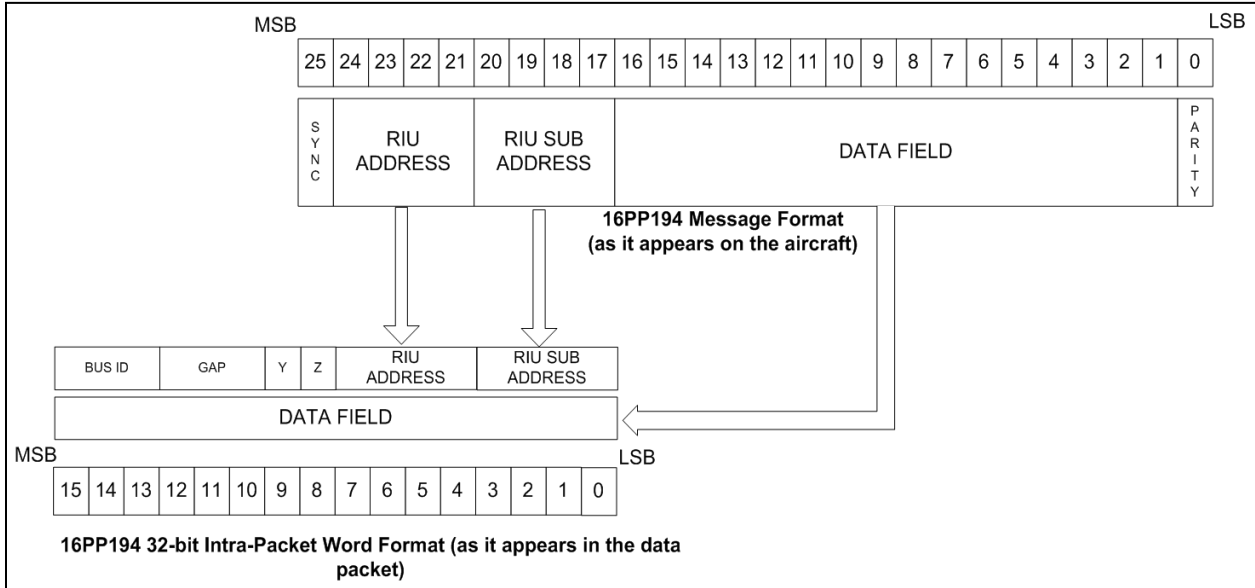 MSB LSB
25 24 23 22 21 20 19 18 17 16 15 14 13 12 11 10 9 8 7 6 5 4 3 2 1 0
SYNC
RIU
ADDRESS
RIU SUB
ADDRESS
DATA FIELD
PARITY
16PP194 Message Format
(as it appears on the aircraft)
BUS ID GAP Y Z
RIU
ADDRESS
RIU SUB
ADDRESS
DATA FIELD
MSB LSB
15 14 13 12 11 10 9 8 7 6 5 4 3 2 1 0
16PP194 32-bit Intra-Packet Word Format (as it appears in the data
packet)